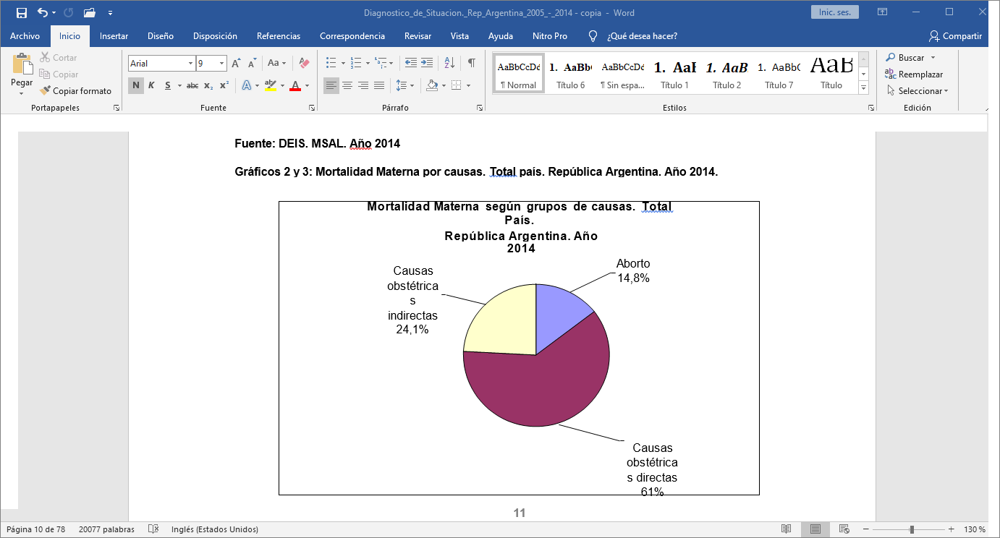 Diagnostico_de_Situacion._Rep_Argentina_2005_-_2014 - copia - Word
Inic. ses.
Archivo Inicio Insertar Diseño Disposición Referencias Correspondencia Revisar Vista Ayuda Nitro Pro ¿Qué desea hacer? Compartir
Pegar
Cortar
Copiar
Copiar formato
Portapapeles
Arial 9 A A Aa
N K S abc x₂ x² A ab A
Fuente
Párrafo
AaBbCcDd 1. AaBb AaBbCcDd 1. AaB 1. AaB 1. AaBbC AaB
¶ Normal Título 6 ¶ Sin espa... Título 1 Título 2 Título 7 Título
Estilos
Buscar
Reemplazar
Seleccionar
Edición
Fuente: DEIS. MSAL. Año 2014
Gráficos 2 y 3: Mortalidad Materna por causas. Total país. República Argentina. Año 2014.
Mortalidad Materna según grupos de causas. Total
País.
República Argentina. Año
2014
Aborto
14,8%
Causas
obstétrica
s
indirectas
24,1%
Causas
obstétrica
s directas
61%
11
Página 10 de 78 20077 palabras Inglés (Estados Unidos) 130 %